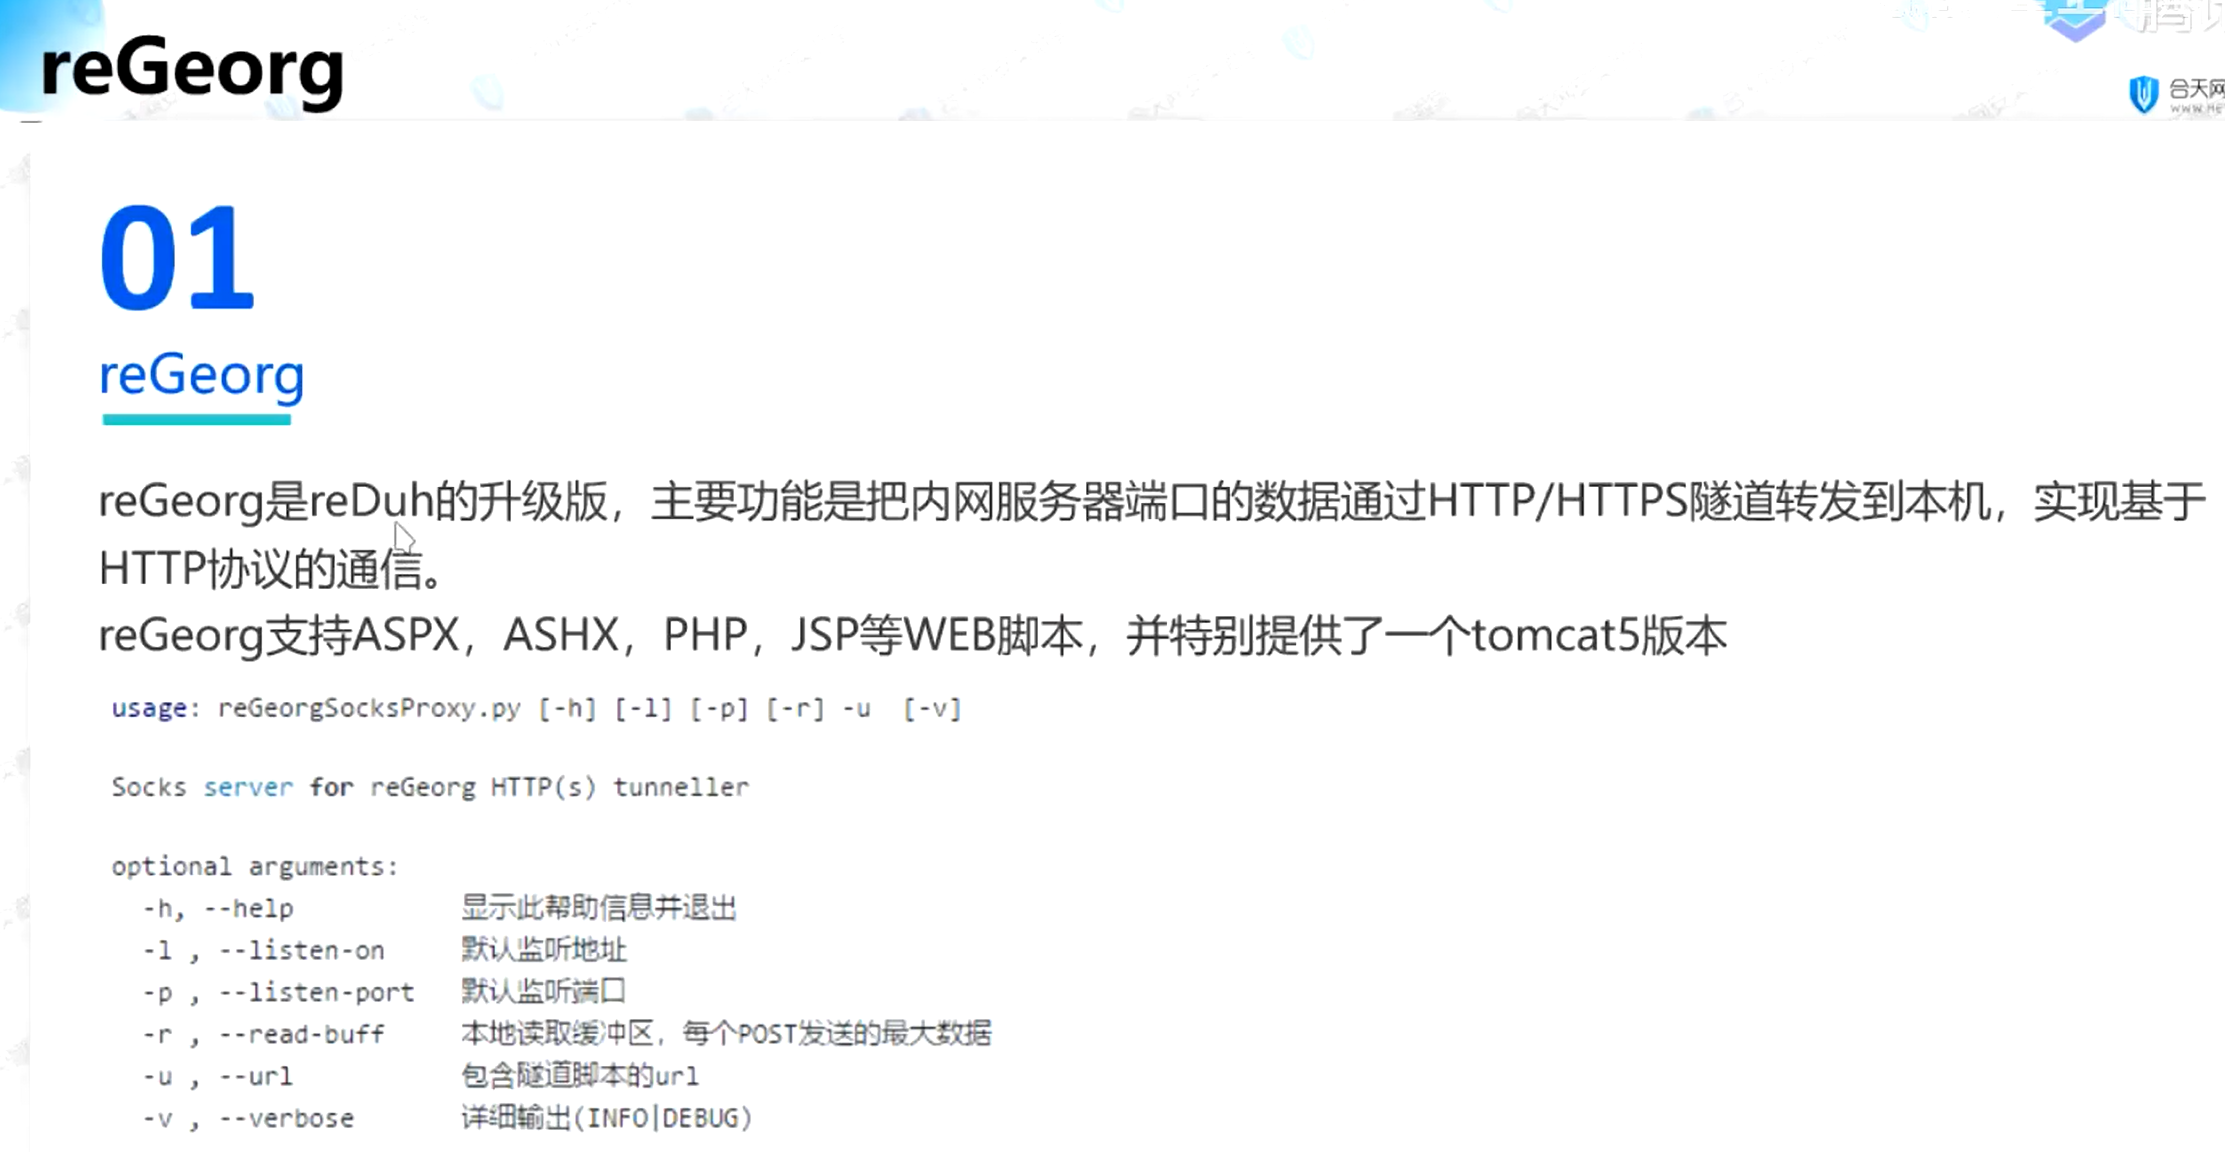 reGeorg
合天网
01
reGeorg
reGeorg是reDuh的升级版，主要功能是把内网服务器端口的数据通过HTTP/HTTPS隧道转发到本机，实现基于
HTTP协议的通信。
reGeorg支持ASPX，ASHX，PHP，JSP等WEB脚本，并特别提供了一个tomcat5版本
usage: reGeorgSocksProxy.py [-h] [-l] [-p] [-r] -u  [-v]
Socks server for reGeorg HTTP(s) tunneller
optional arguments:
-h, --help 显示此帮助信息并退出
-l , --listen-on 默认监听地址
-p , --listen-port 默认监听端口
-r , --read-buff 本地读取缓冲区，每个POST发送的最大数据
-u , --url 包含隧道脚本的url
-v , --verbose 详细输出(INFO|DEBUG)